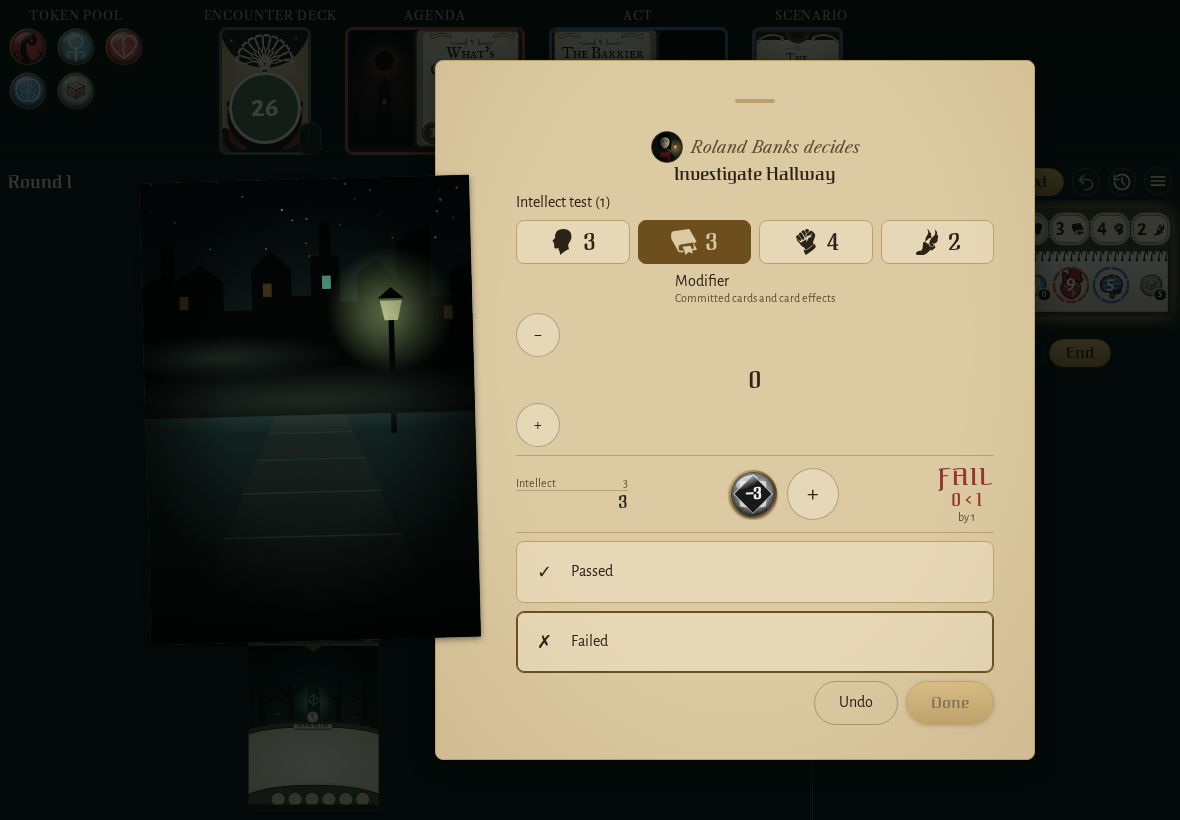 TOKEN POOL
ENCOUNTER DECK
AGENDA
ACT
SCENARIO
26
What's
The Barrier
The
Round 1
Roland Banks decides
Investigate Hallway
Intellect test (1)
3
3
4
2
Modifier
Committed cards and card effects
−
0
+
Intellect 3
3
−3
+
FAIL
0 < 1
by 1
✓ Passed
✗ Failed
Undo
Done
3
4
2
9
5
End